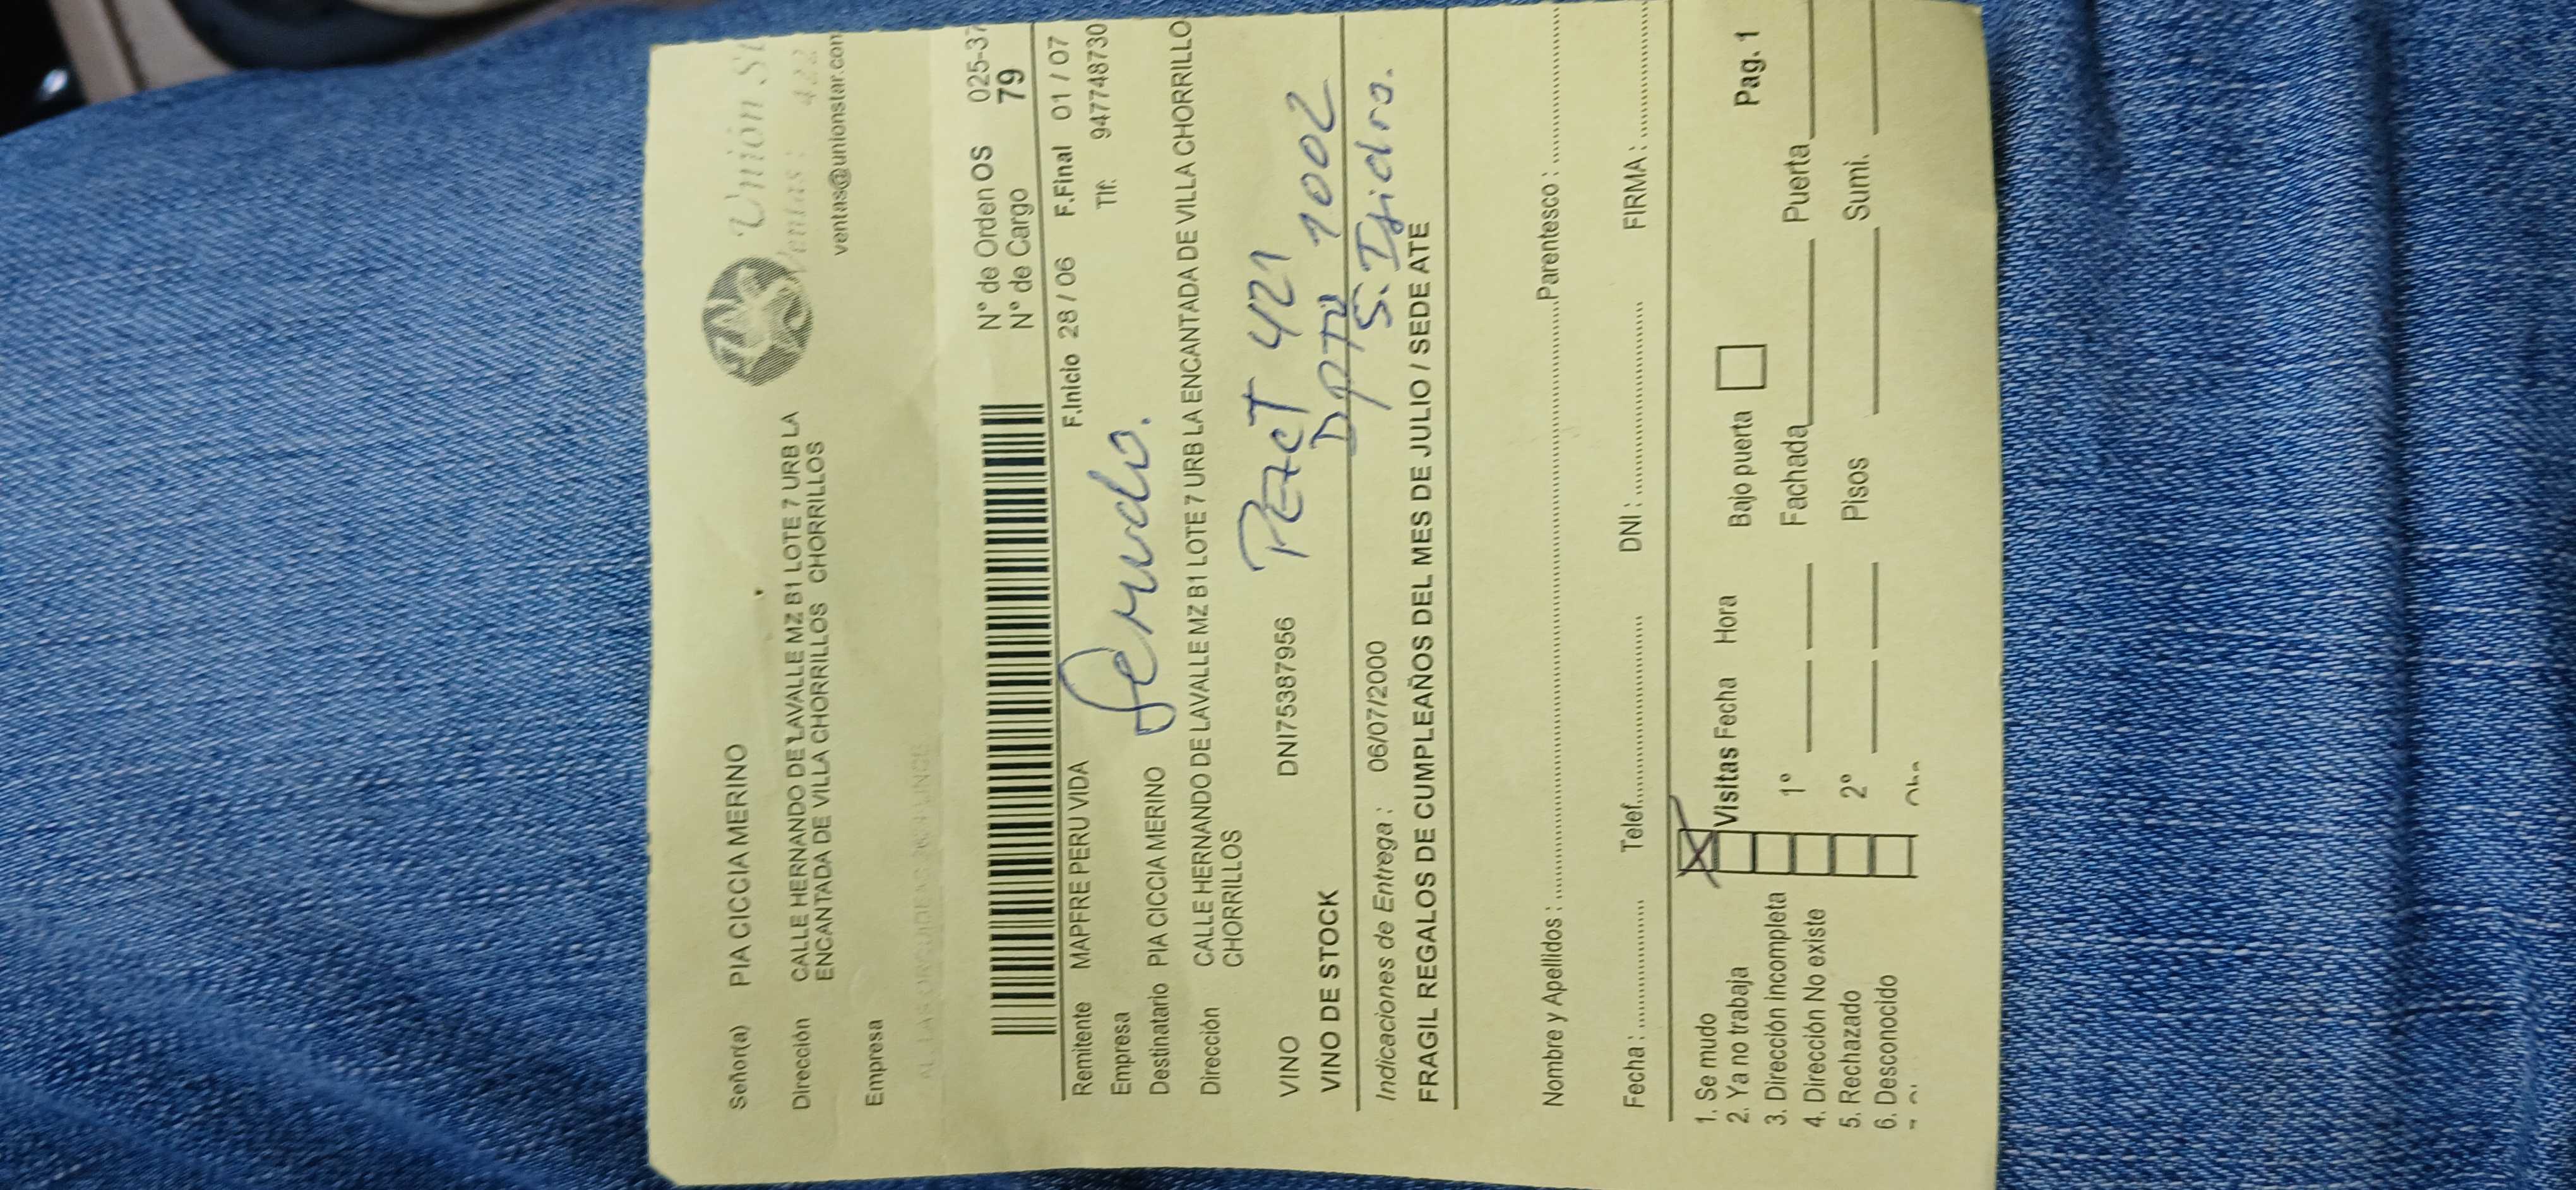 Señor(a) PIA CICCIA MERINO
Unión St
Dirección CALLE HERNANDO DE LAVALLE MZ B1 LOTE 7 URB LA
ENCANTADA DE VILLA CHORRILLOS CHORRILLOS
Ventas: 422
ventas@unionstar.com
Empresa
N° de Orden OS 025-37
N° de Cargo 79
F.Inicio 28 / 06 F.Final 01 / 07
Remitente MAPFRE PERU VIDA
Tlf: 947748730
Empresa
Destinatario PIA CICCIA MERINO
Dirección CALLE HERNANDO DE LAVALLE MZ B1 LOTE 7 URB LA ENCANTADA DE VILLA CHORRILLO
CHORRILLOS
VINO DNI75387956
421
VINO DE STOCK
1002
Indicaciones de Entrega : 06/07/2000
S. Isidro.
FRAGIL REGALOS DE CUMPLEAÑOS DEL MES DE JULIO / SEDE ATE
Nombre y Apellidos : Parentesco :
Fecha : Telef. DNI : FIRMA :
1. Se mudo
2. Ya no trabaja Visitas Fecha Hora Bajo puerta Pag. 1
3. Dirección incompleta 1° Fachada Puerta
4. Dirección No existe
5. Rechazado 2° Pisos Sumi.
6. Desconocido